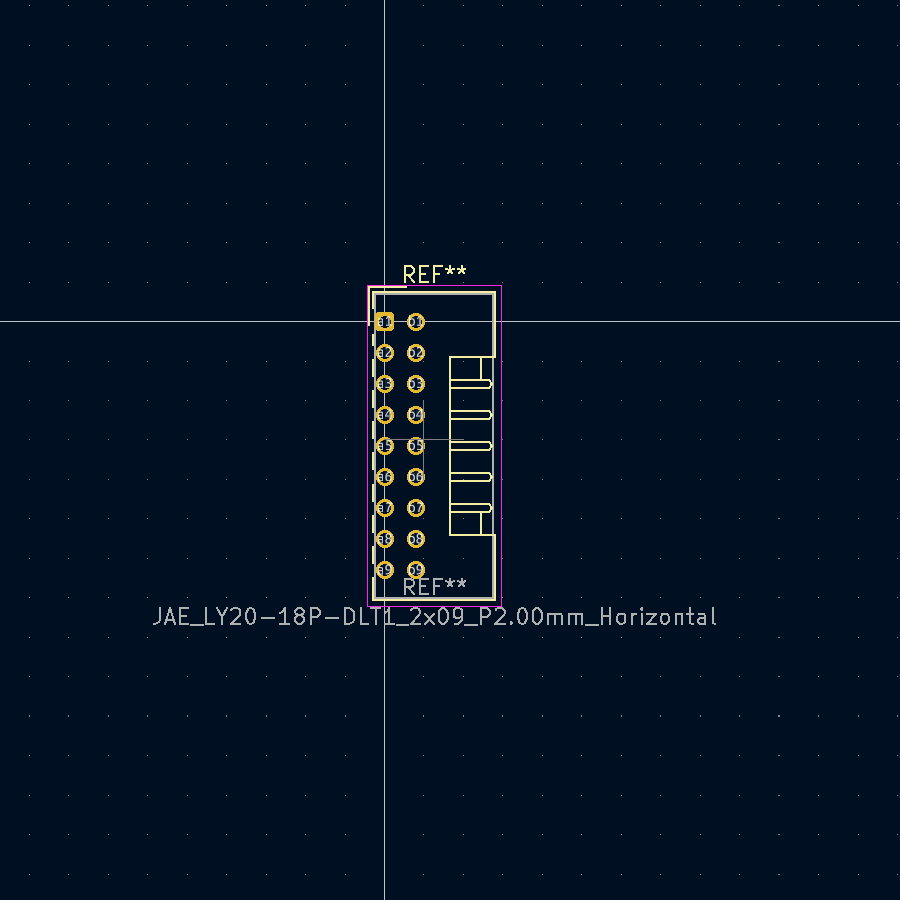 REF**
a1 b1
a2 b2
a3 b3
a4 b4
a5 b5
a6 b6
a7 b7
a8 b8
a9 b9
REF**
JAE_LY20-18P-DLT1_2x09_P2.00mm_Horizontal